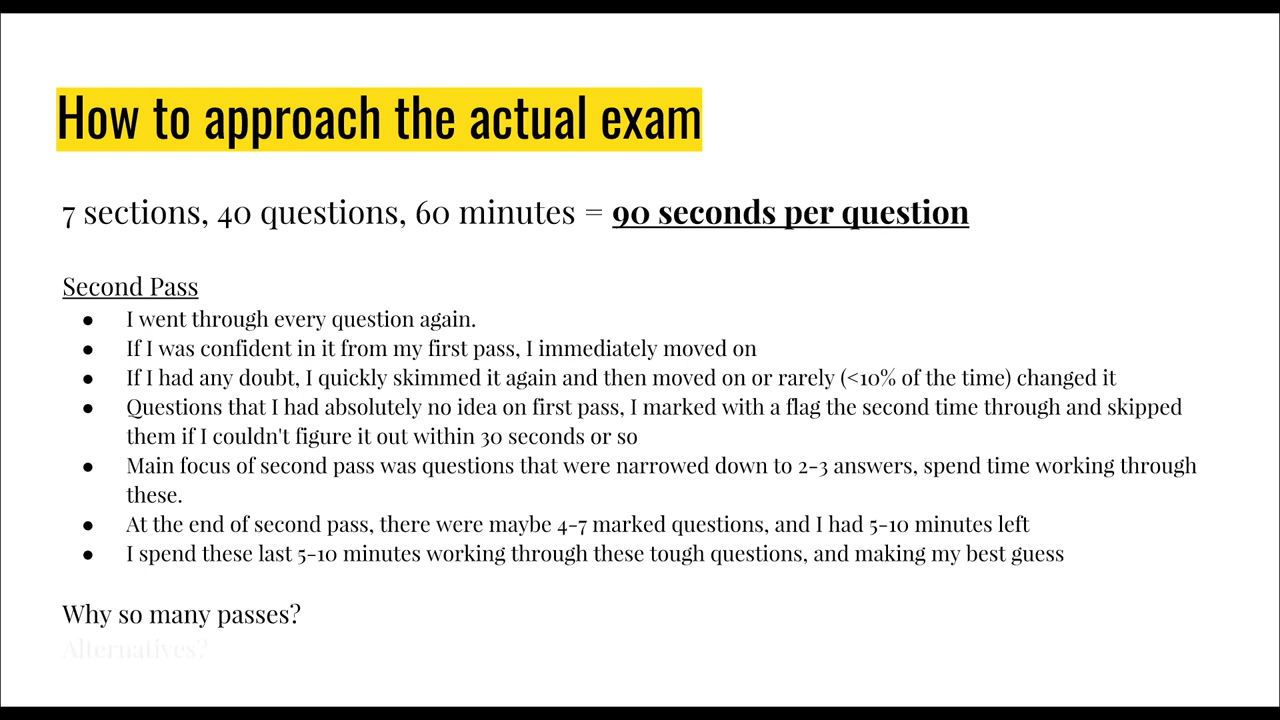 How to approach the actual exam
7 sections, 40 questions, 60 minutes = 90 seconds per question
Second Pass
● I went through every question again.
● If I was confident in it from my first pass, I immediately moved on
● If I had any doubt, I quickly skimmed it again and then moved on or rarely (<10% of the time) changed it
● Questions that I had absolutely no idea on first pass, I marked with a flag the second time through and skipped
them if I couldn't figure it out within 30 seconds or so
● Main focus of second pass was questions that were narrowed down to 2-3 answers, spend time working through
these.
● At the end of second pass, there were maybe 4-7 marked questions, and I had 5-10 minutes left
● I spend these last 5-10 minutes working through these tough questions, and making my best guess
Why so many passes?
Alternatives?